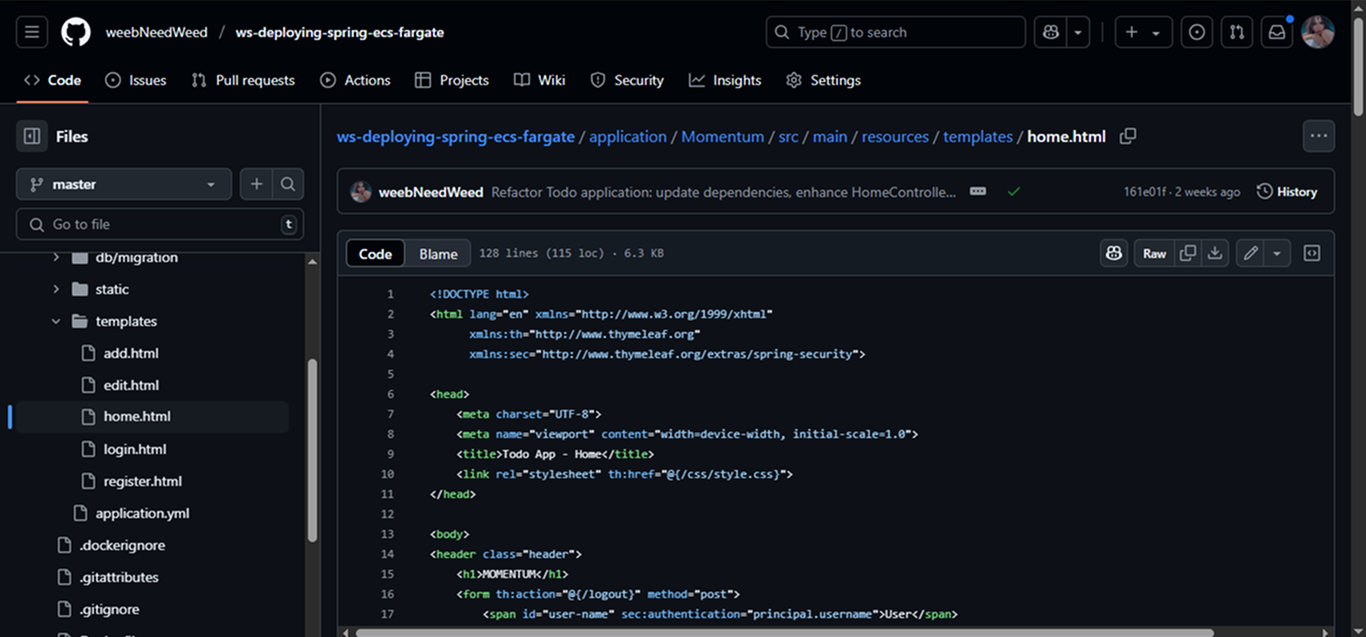 weebNeedWeed / ws-deploying-spring-ecs-fargate
Type / to search
Code Issues Pull requests Actions Projects Wiki Security Insights Settings
Files
master
Go to file t
db/migration
static
templates
add.html
edit.html
home.html
login.html
register.html
application.yml
.dockerignore
.gitattributes
.gitignore
ws-deploying-spring-ecs-fargate / application / Momentum / src / main / resources / templates / home.html
weebNeedWeed Refactor Todo application: update dependencies, enhance HomeControlle... 161e01f · 2 weeks ago History
Code Blame 128 lines (115 loc) · 6.3 KB Raw
1 <!DOCTYPE html>
2 <html lang="en" xmlns="http://www.w3.org/1999/xhtml"
3 xmlns:th="http://www.thymeleaf.org"
4 xmlns:sec="http://www.thymeleaf.org/extras/spring-security">
5
6 <head>
7 <meta charset="UTF-8">
8 <meta name="viewport" content="width=device-width, initial-scale=1.0">
9 <title>Todo App - Home</title>
10 <link rel="stylesheet" th:href="@{/css/style.css}">
11 </head>
12
13 <body>
14 <header class="header">
15 <h1>MOMENTUM</h1>
16 <form th:action="@{/logout}" method="post">
17 <span id="user-name" sec:authentication="principal.username">User</span>